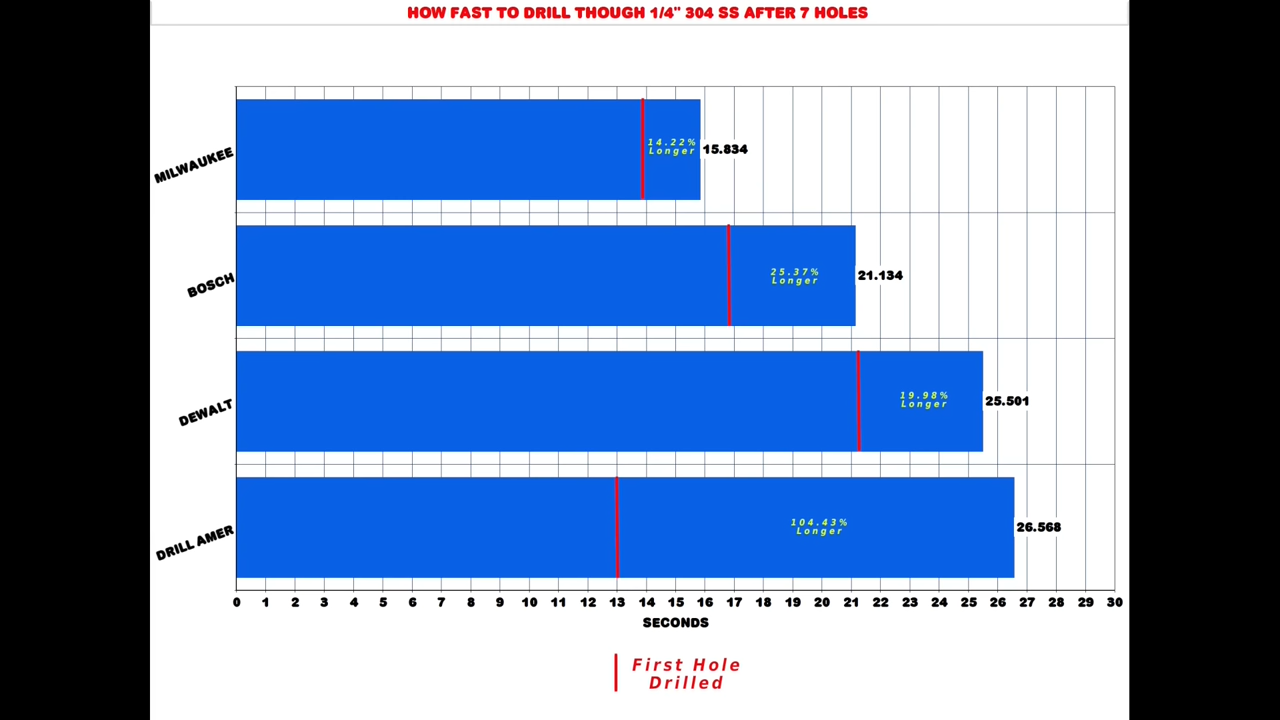 HOW FAST TO DRILL THOUGH 1/4" 304 SS AFTER 7 HOLES
MILWAUKEE
14.22%
Longer
15.834
BOSCH
25.37%
Longer
21.134
DEWALT
19.98%
Longer
25.501
DRILL AMER
104.43%
Longer
26.568
0 1 2 3 4 5 6 7 8 9 10 11 12 13 14 15 16 17 18 19 20 21 22 23 24 25 26 27 28 29 30
SECONDS
First Hole
Drilled